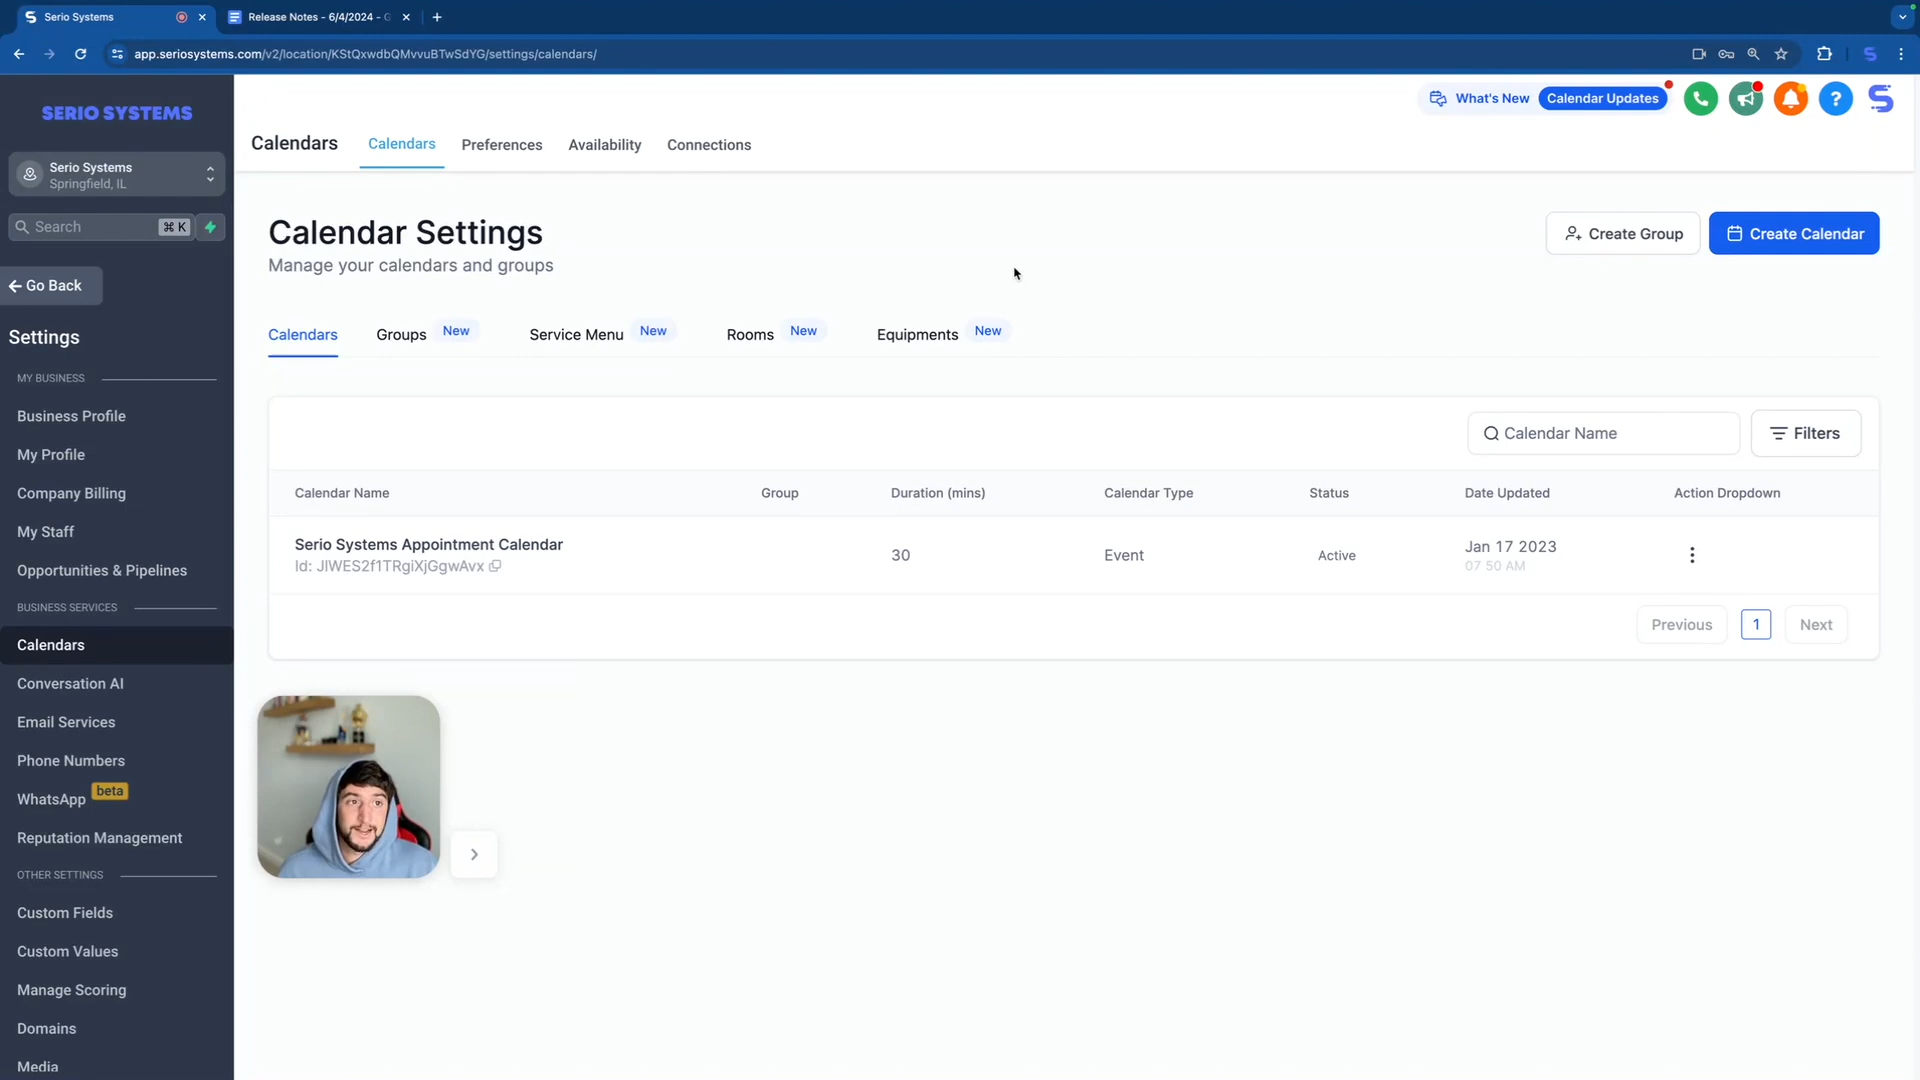 Serio Systems
Release Notes - 6/4/2024 - G
app.seriosystems.com/v2/location/KStQxwdbQMvvuBTwSdYG/settings/calendars/
SERIO SYSTEMS
Serio Systems
Springfield, IL
Search ⌘ K
Go Back
Settings
MY BUSINESS
Business Profile
My Profile
Company Billing
My Staff
Opportunities & Pipelines
BUSINESS SERVICES
Calendars
Conversation AI
Email Services
Phone Numbers
WhatsApp beta
Reputation Management
OTHER SETTINGS
Custom Fields
Custom Values
Manage Scoring
Domains
Media
What's New Calendar Updates
Calendars Calendars Preferences Availability Connections
Calendar Settings
Manage your calendars and groups
Create Group Create Calendar
Calendars Groups New Service Menu New Rooms New Equipments New
Calendar Name Filters
Calendar Name Group Duration (mins) Calendar Type Status Date Updated Action Dropdown
Serio Systems Appointment Calendar 30 Event Active Jan 17 2023
Id: JIWES2f1TRgiXjGgwAvx 07 50 AM
Previous 1 Next